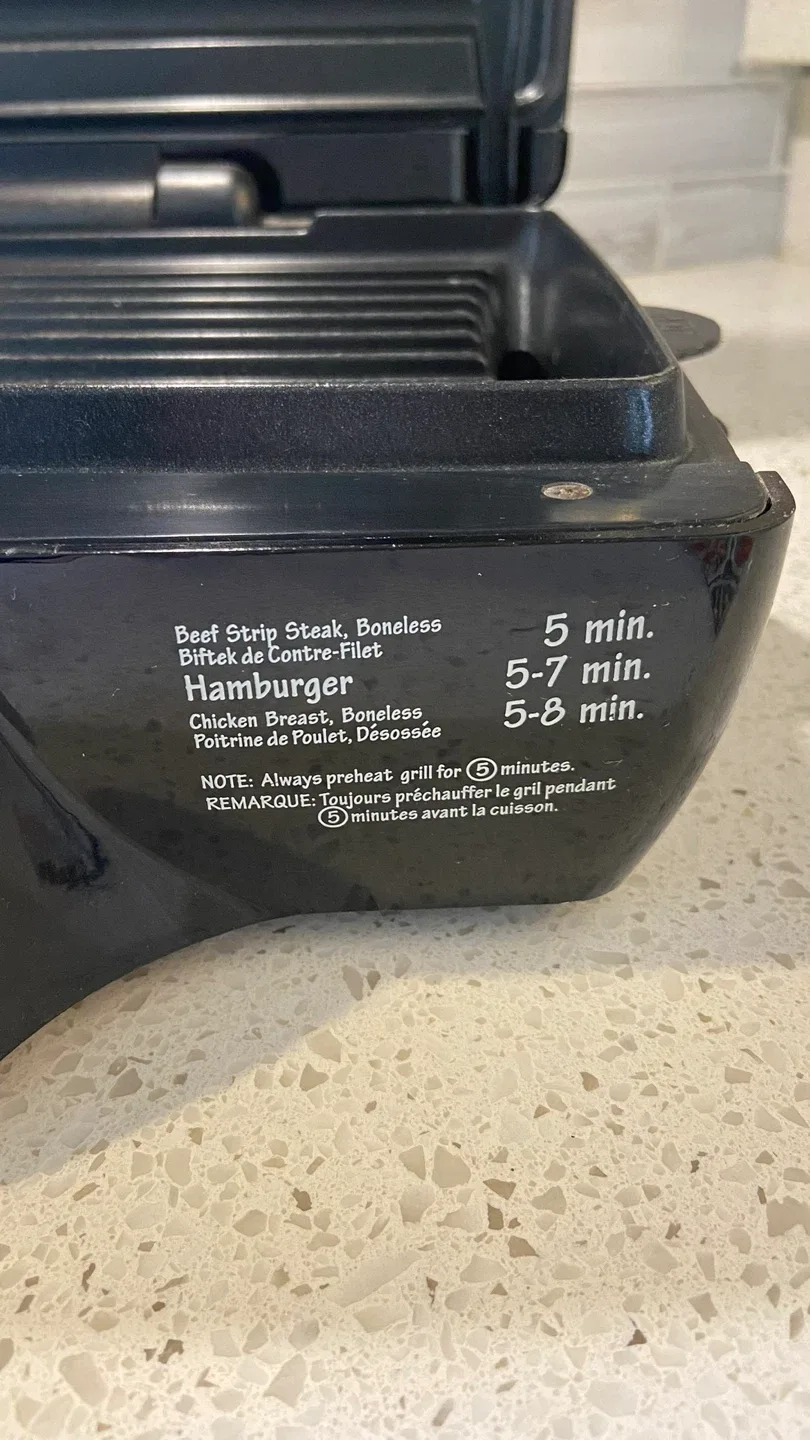 Beef Strip Steak, Boneless 5 min.
Biftek de Contre-Filet
Hamburger 5-7 min.
Chicken Breast, Boneless 5-8 min.
Poitrine de Poulet, Désossée
NOTE: Always preheat grill for 5 minutes.
REMARQUE: Toujours préchauffer le gril pendant
5 minutes avant la cuisson.